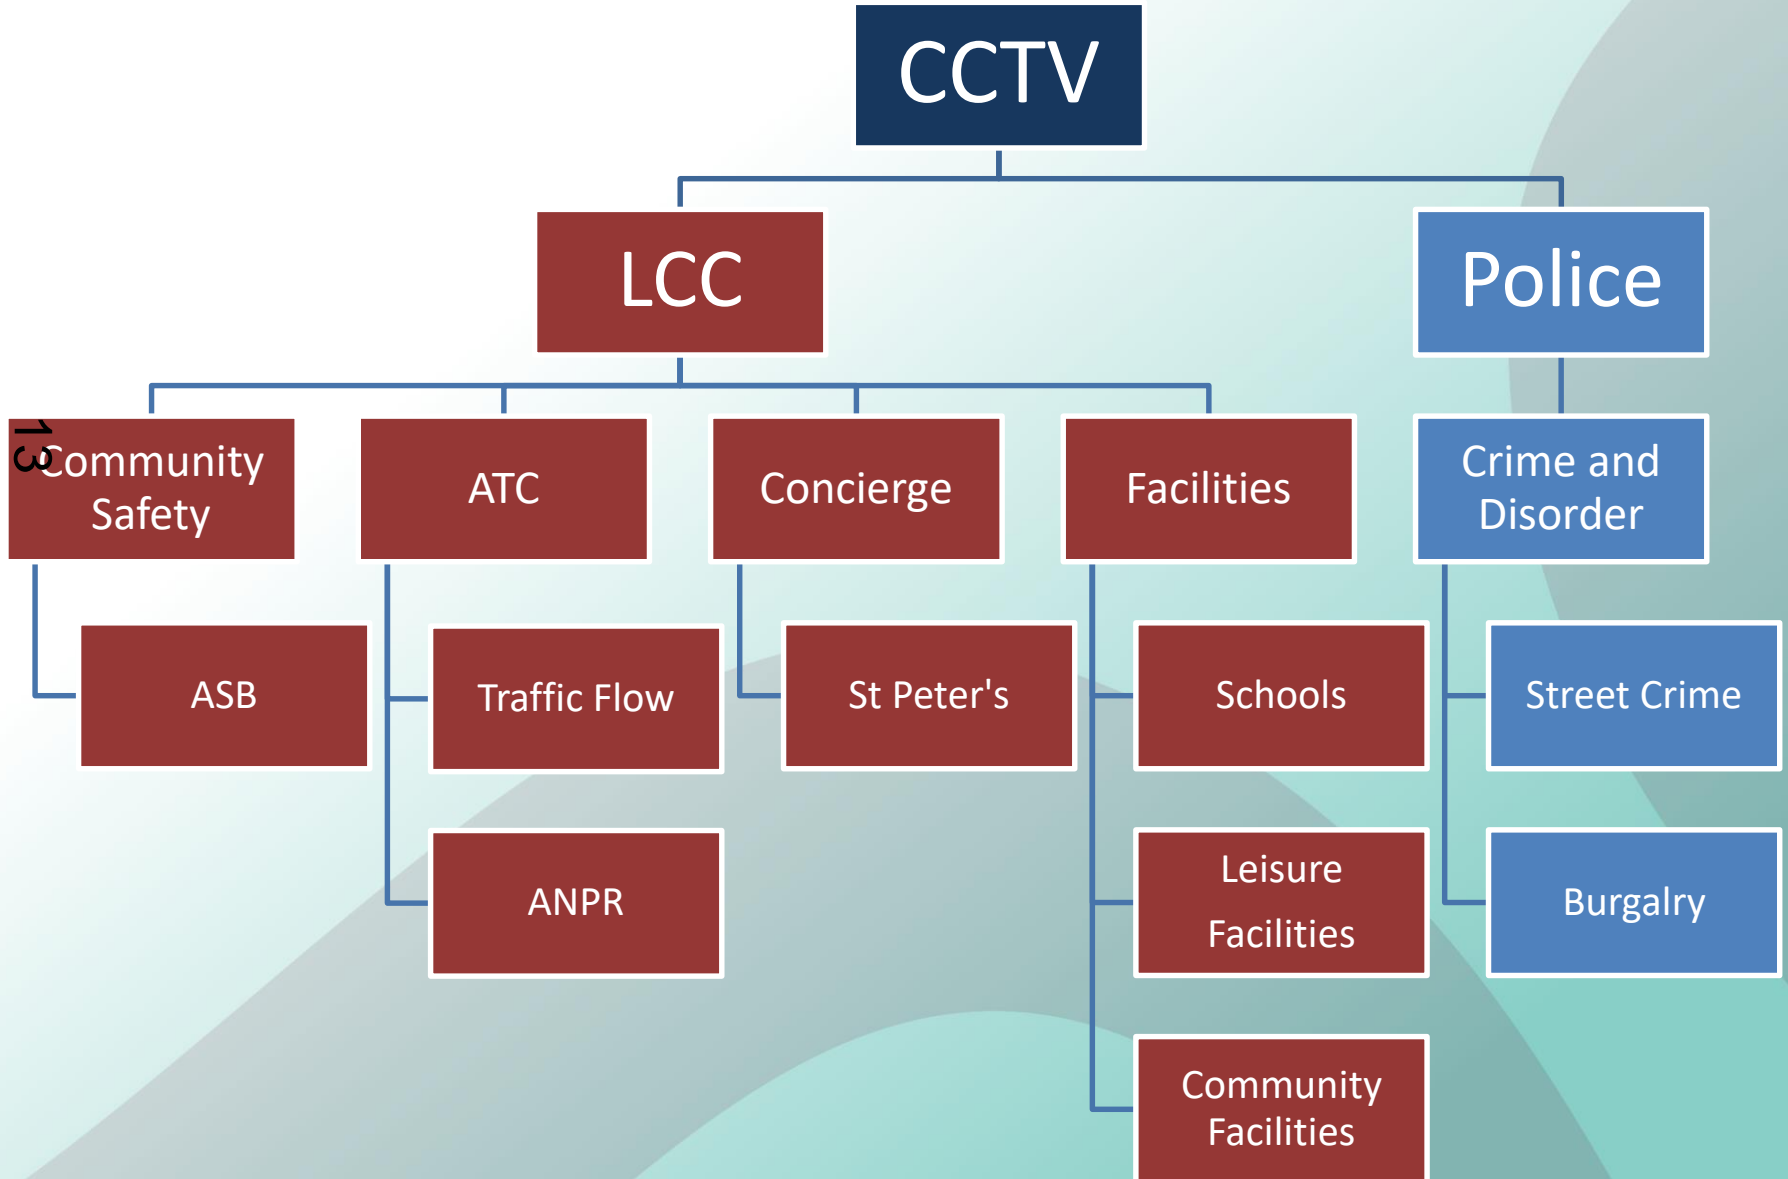 CCTV
LCC
Police
13
Community
Safety
ATC
Concierge
Facilities
Crime and
Disorder
ASB
Traffic Flow
St Peter's
Schools
Street Crime
ANPR
Leisure
Facilities
Burgalry
Community
Facilities